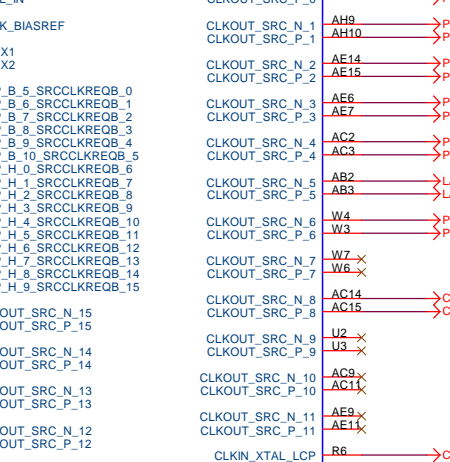 CLKOUT_SRC_N_1 AH9
K_BIASREF CLKOUT_SRC_P_1 AH10
X1
X2 CLKOUT_SRC_N_2 AE14
CLKOUT_SRC_P_2 AE15
_B_5_SRCCLKREQB_0
_B_6_SRCCLKREQB_1 CLKOUT_SRC_N_3 AE6
_B_7_SRCCLKREQB_2 CLKOUT_SRC_P_3 AE7
_B_8_SRCCLKREQB_3
_B_9_SRCCLKREQB_4 CLKOUT_SRC_N_4 AC2
_B_10_SRCCLKREQB_5 CLKOUT_SRC_P_4 AC3
_H_0_SRCCLKREQB_6
_H_1_SRCCLKREQB_7 CLKOUT_SRC_N_5 AB2
_H_2_SRCCLKREQB_8 CLKOUT_SRC_P_5 AB3
_H_3_SRCCLKREQB_9
_H_4_SRCCLKREQB_10 CLKOUT_SRC_N_6 W4
_H_5_SRCCLKREQB_11 CLKOUT_SRC_P_6 W3
_H_6_SRCCLKREQB_12
_H_7_SRCCLKREQB_13 CLKOUT_SRC_N_7 W7
_H_8_SRCCLKREQB_14 CLKOUT_SRC_P_7 W6
_H_9_SRCCLKREQB_15
CLKOUT_SRC_N_8 AC14
OUT_SRC_N_15 CLKOUT_SRC_P_8 AC15
OUT_SRC_P_15
CLKOUT_SRC_N_9 U2
OUT_SRC_N_14 CLKOUT_SRC_P_9 U3
OUT_SRC_P_14
CLKOUT_SRC_N_10 AC9
OUT_SRC_N_13 CLKOUT_SRC_P_10 AC11
OUT_SRC_P_13
CLKOUT_SRC_N_11 AE9
OUT_SRC_N_12 CLKOUT_SRC_P_11 AE11
OUT_SRC_P_12
CLKIN_XTAL_LCP R6